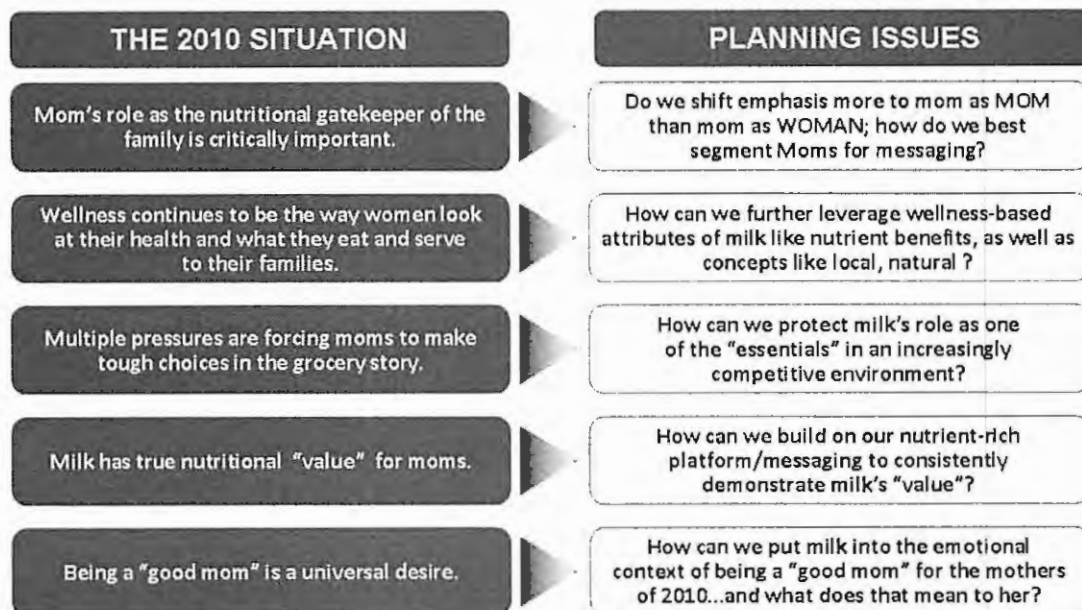 THE 2010 SITUATION
PLANNING ISSUES
Mom's role as the nutritional gatekeeper of the
family is critically important.
Do we shift emphasis more to mom as MOM
than mom as WOMAN; how do we best
segment Moms for messaging?
Wellness continues to be the way women look
at their health and what they eat and serve
to their families.
How can we further leverage wellness-based
attributes of milk like nutrient benefits, as well as
concepts like local, natural ?
Multiple pressures are forcing moms to make
tough choices in the grocery story.
How can we protect milk's role as one
of the "essentials" in an increasingly
competitive environment?
Milk has true nutritional "value" for moms.
How can we build on our nutrient-rich
platform/messaging to consistently
demonstrate milk's "value"?
Being a "good mom" is a universal desire.
How can we put milk into the emotional
context of being a "good mom" for the mothers
of 2010...and what does that mean to her?